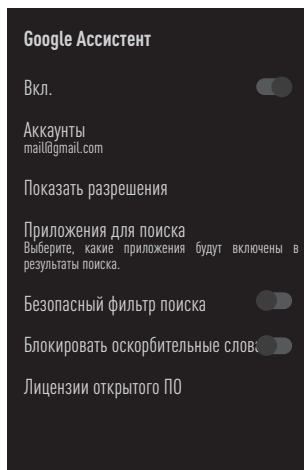 Google Ассистент
Вкл.
Аккаунты
mail@gmail.com
Показать разрешения
Приложения для поиска
Выберите, какие приложения будут включены в
результаты поиска.
Безопасный фильтр поиска
Блокировать оскорбительные слова
Лицензии открытого ПО